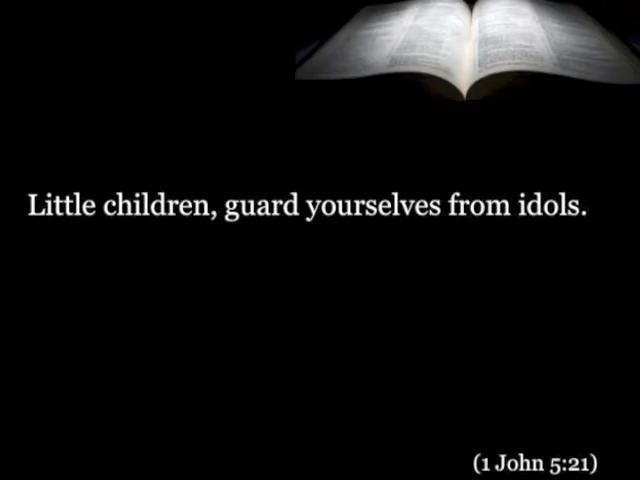 Little children, guard yourselves from idols.
(1 John 5:21)